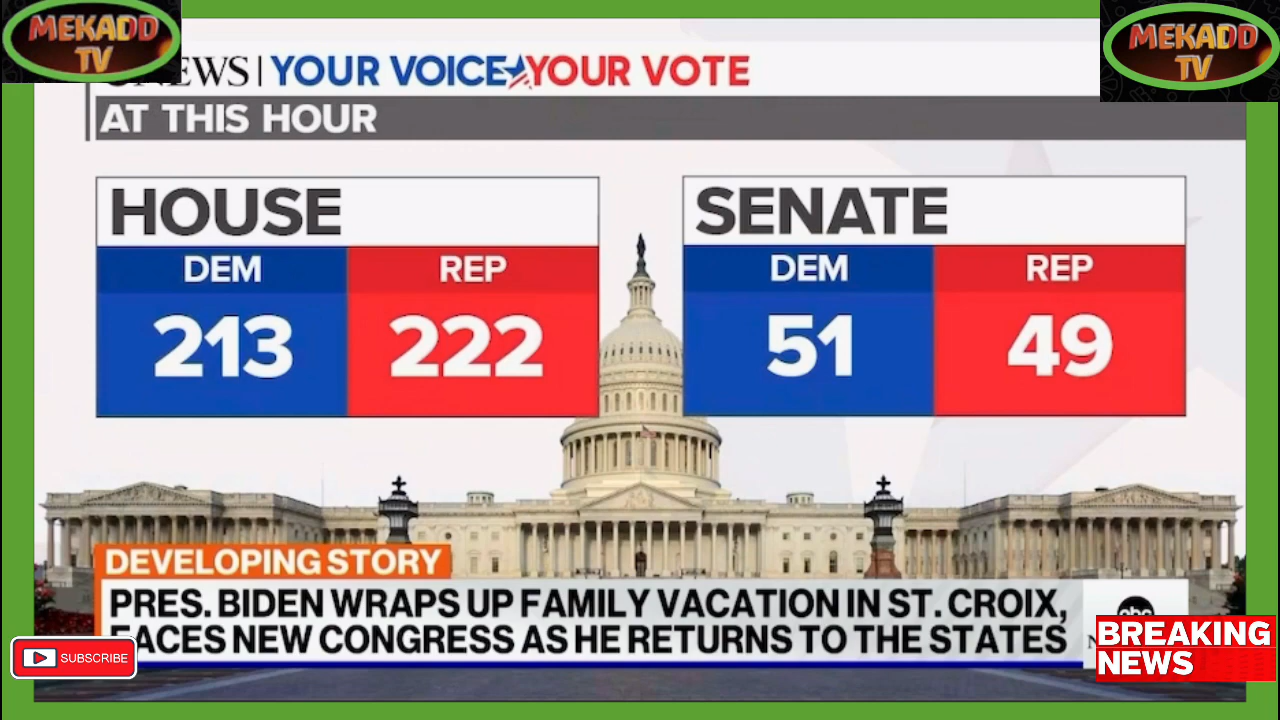 MEKADD
TV
MEKADD
TV
NEWS | YOUR VOICE YOUR VOTE
AT THIS HOUR
HOUSE
DEM
REP
213
222
SENATE
DEM
REP
51
49
DEVELOPING STORY
PRES. BIDEN WRAPS UP FAMILY VACATION IN ST. CROIX,
FACES NEW CONGRESS AS HE RETURNS TO THE STATES
abc
SUBSCRIBE
BREAKING
NEWS